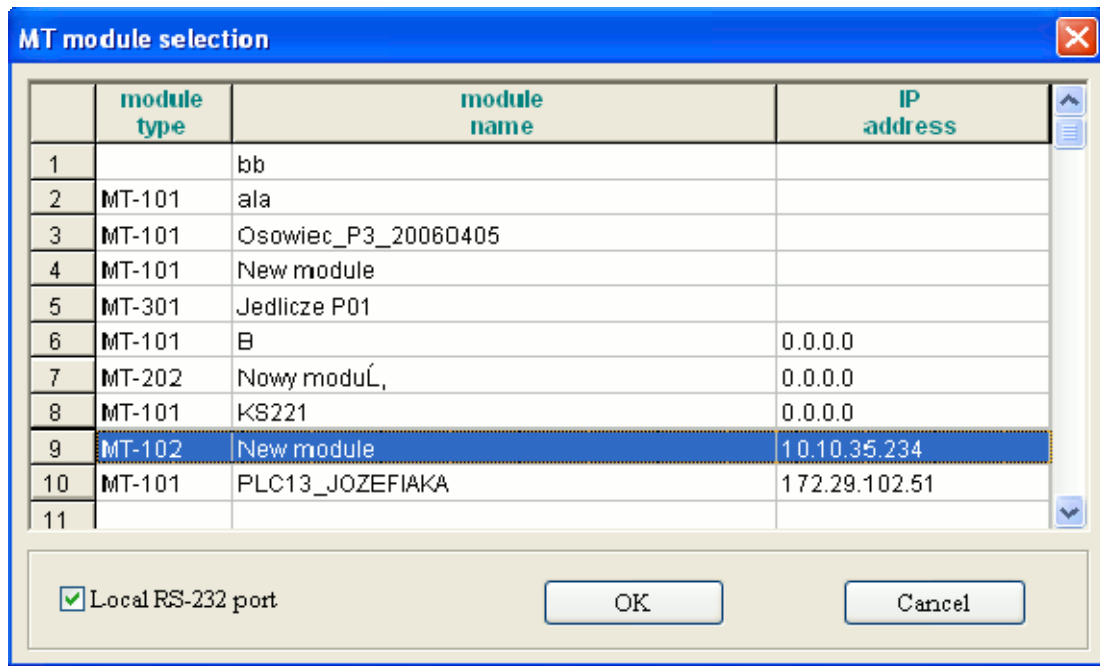 MT module selection
module type module name IP address
1 bb
2 MT-101 ala
3 MT-101 Osowiec_P3_20060405
4 MT-101 New module
5 MT-301 Jedlicze P01
6 MT-101 B 0.0.0.0
7 MT-202 Nowy moduĹ, 0.0.0.0
8 MT-101 KS221 0.0.0.0
9 MT-102 New module 10.10.35.234
10 MT-101 PLC13_JOZEFIAKA 172.29.102.51
11
Local RS-232 port OK Cancel